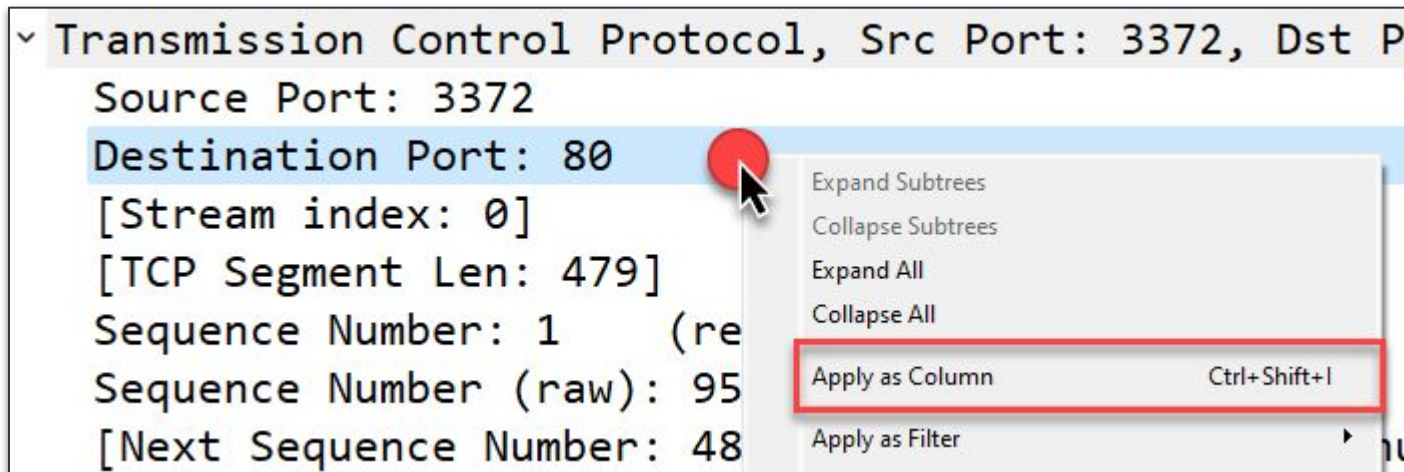 Transmission Control Protocol, Src Port: 3372, Dst P
Source Port: 3372
Destination Port: 80
[Stream index: 0]
[TCP Segment Len: 479]
Sequence Number: 1 (re
Sequence Number (raw): 95
[Next Sequence Number: 48
Expand Subtrees
Collapse Subtrees
Expand All
Collapse All
Apply as Column Ctrl+Shift+I
Apply as Filter